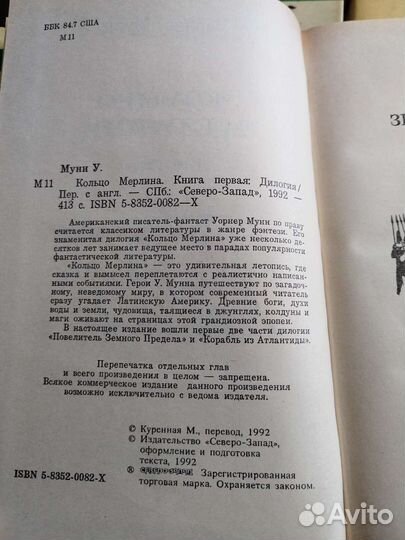 ББК 84.7 США
М 11
Муни У.
М 11 Кольцо Мерлина. Книга первая: Дилогия/
Пер. с англ. — СПб.: «Северо-Запад», 1992 —
413 с. ISBN 5-8352-0082—X
Американский писатель-фантаст Уорнер Мунн по праву
считается классиком литературы в жанре фэнтези. Его
знаменитая дилогия «Кольцо Мерлина» уже несколько де-
сятков лет занимает ведущее место в парадах популярности
фантастической литературы.
«Кольцо Мерлина» — это удивительная летопись, где
сказка и вымысел переплетаются с реалистично написан-
ными событиями. Герои У. Мунна путешествуют по загадоч-
ному, неведомому миру, в котором современный читатель
сразу угадает Латинскую Америку. Древние боги, духи
воды и земли, чудовища, таящиеся в джунглях, колдуны и
маги оживают на страницах этой грандиозной эпопеи.
В настоящее издание вошли первые две части дилогии
«Повелитель Земного Предела» и «Корабль из Атлантиды».
Перепечатка отдельных глав
и всего произведения в целом — запрещена.
Всякое коммерческое издание данного произведения
возможно исключительно с ведома издателя.
© Куренная М., перевод, 1992
© Издательство «Северо-Запад»,
оформление и подготовка
текста, 1992
® Зарегистрированная
торговая марка. Охраняется законом.
ISBN 5-8352-0082-X
Avito